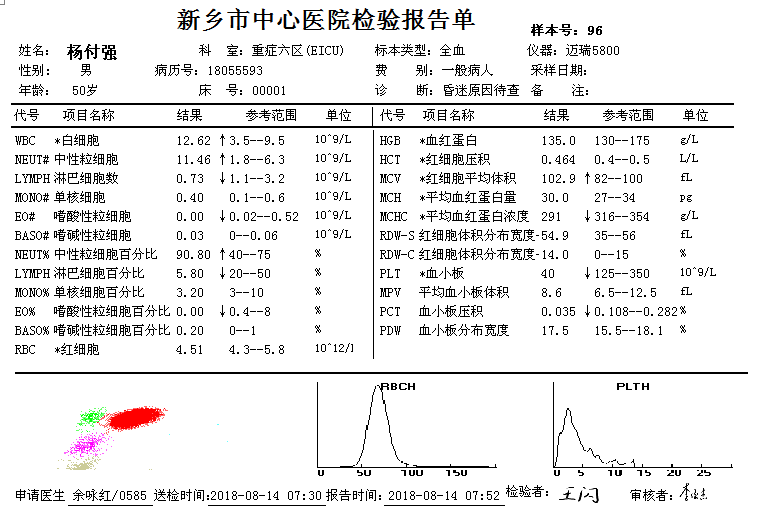 新乡市中心医院检验报告单
样本号: 96
姓名: 杨付强 科 室: 重症六区(EICU) 标本类型: 全血 仪器: 迈瑞5800
性别: 男 病历号: 18055593 费 别: 一般病人 采样日期:
年龄: 50岁 床 号: 00001 诊 断: 昏迷原因待查 备 注:
代号 项目名称 结果 参考范围 单位 代号 项目名称 结果 参考范围 单位
WBC *白细胞 12.62 ↑ 3.5--9.5 10^9/L HGB *血红蛋白 135.0 130--175 g/L
NEUT# 中性粒细胞 11.46 ↑ 1.8--6.3 10^9/L HCT *红细胞压积 0.464 0.4--0.5 L/L
LYMPH 淋巴细胞数 0.73 ↓ 1.1--3.2 10^9/L MCV *红细胞平均体积 102.9 ↑ 82--100 fL
MONO# 单核细胞 0.40 0.1--0.6 10^9/L MCH *平均血红蛋白量 30.0 27--34 pg
EO# 嗜酸性粒细胞 0.00 ↓ 0.02--0.52 10^9/L MCHC *平均血红蛋白浓度 291 ↓ 316--354 g/L
BASO# 嗜碱性粒细胞 0.03 0--0.06 10^9/L RDW-S 红细胞体积分布宽度- 54.9 35--56 fL
NEUT% 中性粒细胞百分比 90.80 ↑ 40--75 % RDW-C 红细胞体积分布宽度- 14.0 0--15 %
LYMPH 淋巴细胞百分比 5.80 ↓ 20--50 % PLT *血小板 40 ↓ 125--350 10^9/L
MONO% 单核细胞百分比 3.20 3--10 % MPV 平均血小板体积 8.6 6.5--12.5 fL
EO% 嗜酸性粒细胞百分比 0.00 ↓ 0.4--8 % PCT 血小板压积 0.035 ↓ 0.108--0.282 %
BASO% 嗜碱性粒细胞百分比 0.20 0--1 % PDW 血小板分布宽度 17.5 15.5--18.1 %
RBC *红细胞 4.51 4.3--5.8 10^12/
RBCH PLTH
0 50 100 150 0 5 10 15 20 25
申请医生 余咏红/0585 送检时间: 2018-08-14 07:30 报告时间: 2018-08-14 07:52 检验者: 王闪 审核者: